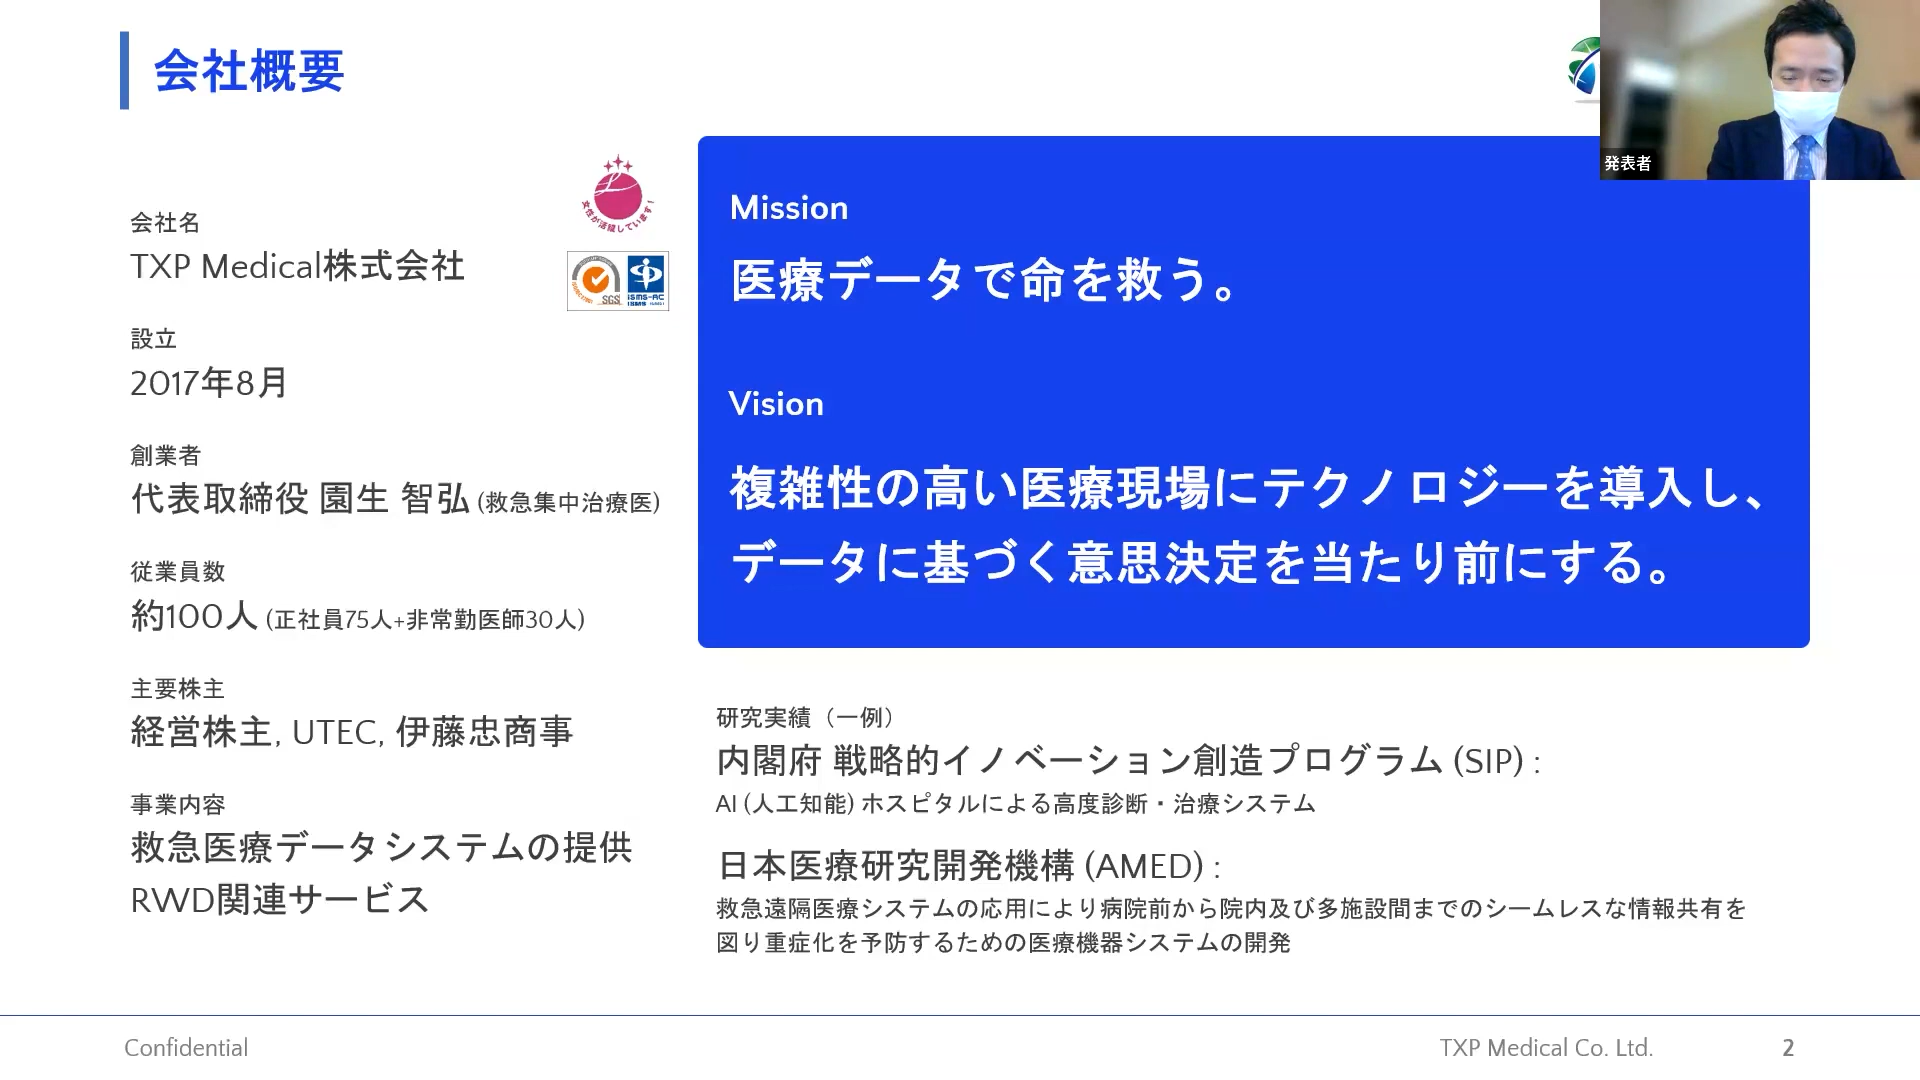 会社概要
発表者
会社名
TXP Medical株式会社
女性が活躍しています!
SGS
ISMS-AC
設立
2017年8月
創業者
代表取締役 園生 智弘 (救急集中治療医)
従業員数
約100人 (正社員75人+非常勤医師30人)
主要株主
経営株主, UTEC, 伊藤忠商事
事業内容
救急医療データシステムの提供
RWD関連サービス
Mission
医療データで命を救う。
Vision
複雑性の高い医療現場にテクノロジーを導入し、
データに基づく意思決定を当たり前にする。
研究実績（一例）
内閣府 戦略的イノベーション創造プログラム (SIP) :
AI (人工知能) ホスピタルによる高度診断・治療システム
日本医療研究開発機構 (AMED) :
救急遠隔医療システムの応用により病院前から院内及び多施設間までのシームレスな情報共有を
図り重症化を予防するための医療機器システムの開発
Confidential
TXP Medical Co. Ltd.
2